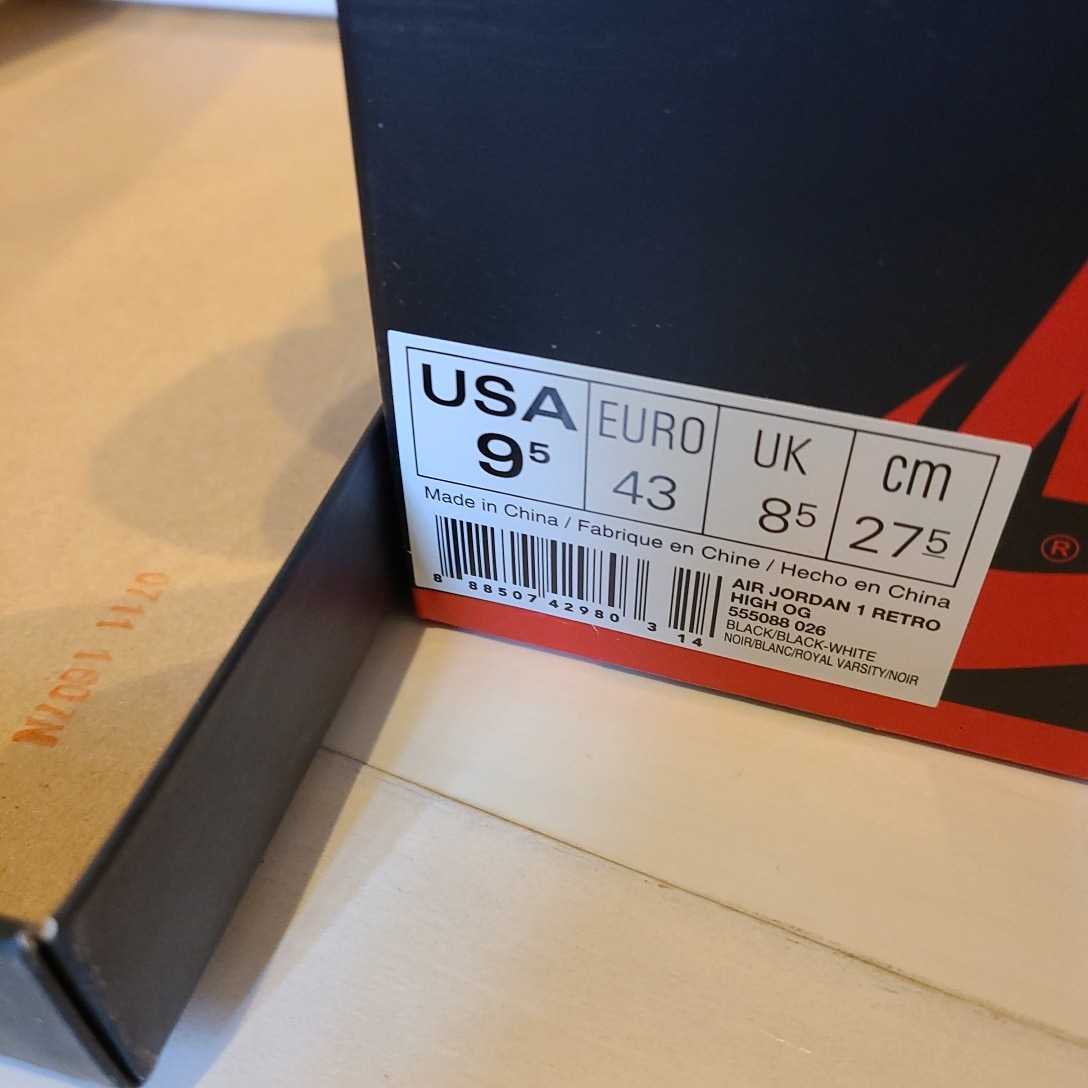 USA
9⁵
EURO
43
UK
8⁵
cm
27⁵
Made in China / Fabrique en Chine / Hecho en China
8 88507 42980 3 14
AIR JORDAN 1 RETRO
HIGH OG
555088 026
BLACK/BLACK-WHITE
NOIR/BLANC/ROYAL VARSITY/NOIR
®